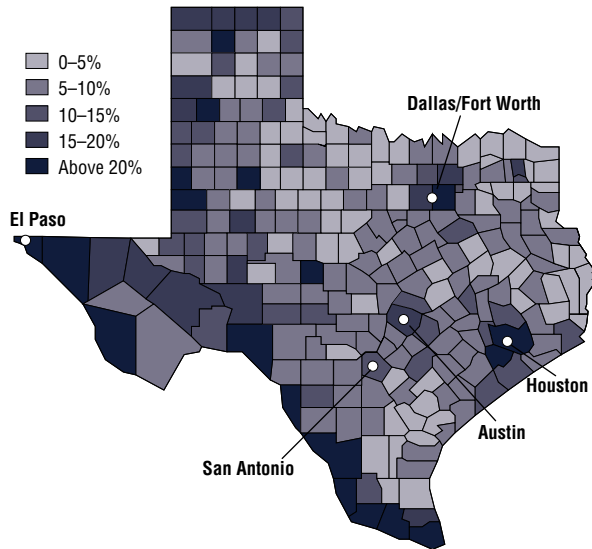 0–5%
5–10%
10–15%
15–20%
Above 20%
Dallas/Fort Worth
El Paso
Houston
Austin
San Antonio